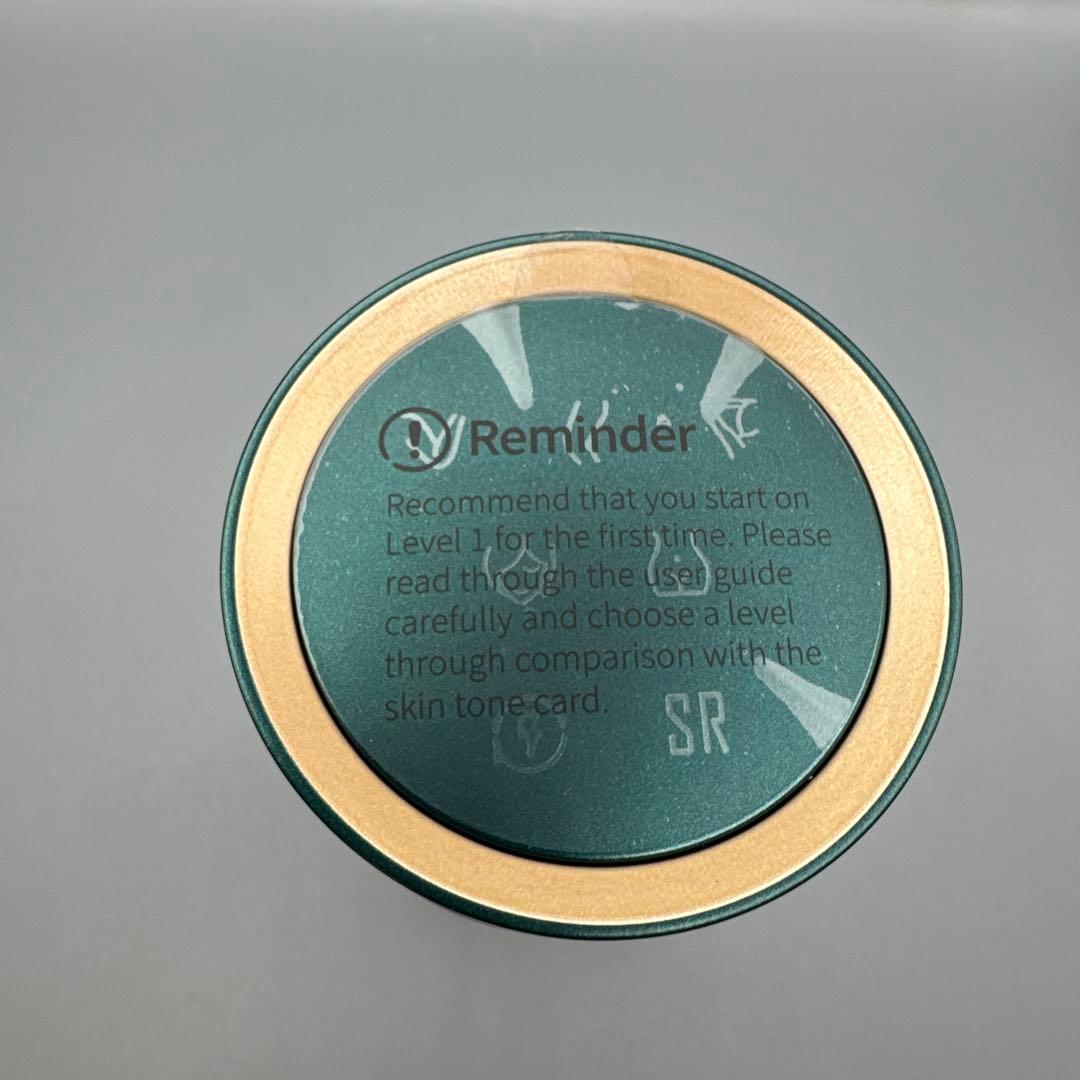 Reminder
Recommend that you start on
Level 1 for the first time. Please
read through the user guide
carefully and choose a level
through comparison with the
skin tone card.
SR